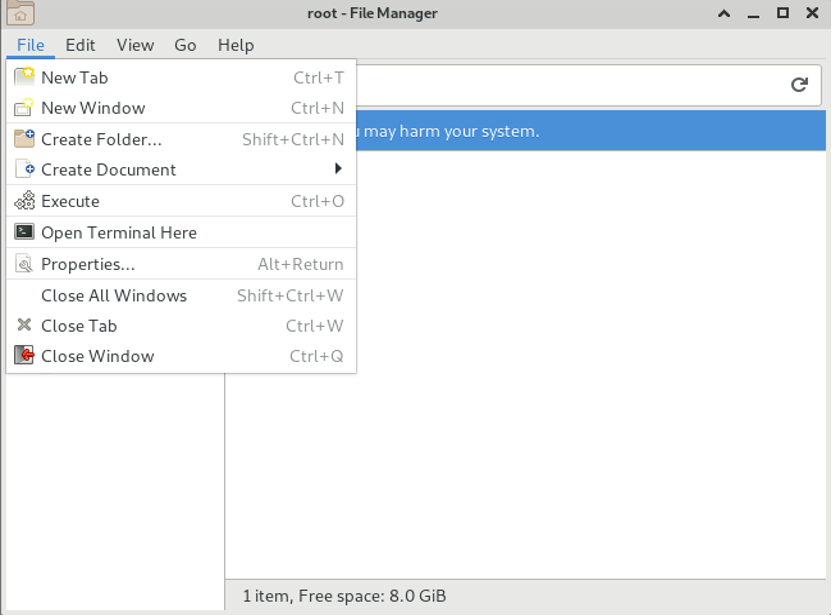 root - File Manager
File Edit View Go Help
New Tab Ctrl+T
New Window Ctrl+N
Create Folder... Shift+Ctrl+N
may harm your system.
Create Document
Execute Ctrl+O
Open Terminal Here
Properties... Alt+Return
Close All Windows Shift+Ctrl+W
Close Tab Ctrl+W
Close Window Ctrl+Q
1 item, Free space: 8.0 GiB